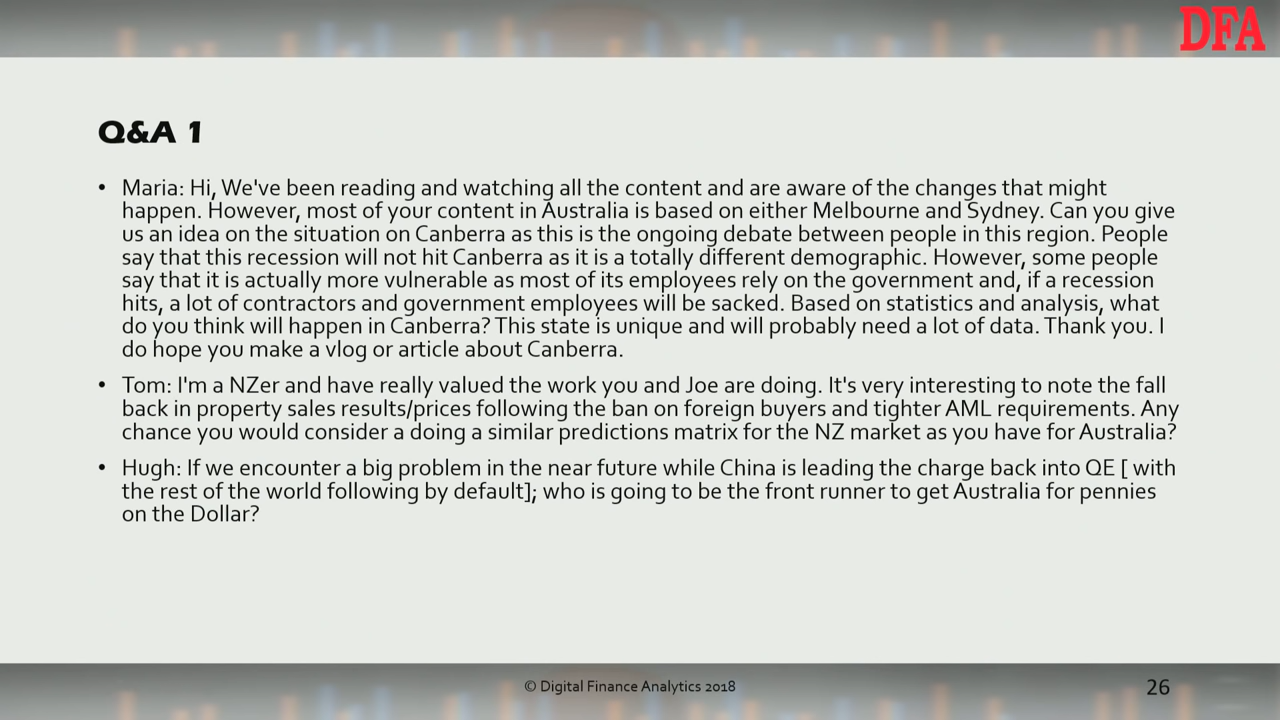 DFA
Q&A 1
• Maria: Hi, We've been reading and watching all the content and are aware of the changes that might
happen. However, most of your content in Australia is based on either Melbourne and Sydney. Can you give
us an idea on the situation on Canberra as this is the ongoing debate between people in this region. People
say that this recession will not hit Canberra as it is a totally different demographic. However, some people
say that it is actually more vulnerable as most of its employees rely on the government and, if a recession
hits, a lot of contractors and government employees will be sacked. Based on statistics and analysis, what
do you think will happen in Canberra? This state is unique and will probably need a lot of data. Thank you. I
do hope you make a vlog or article about Canberra.
• Tom: I'm a NZer and have really valued the work you and Joe are doing. It's very interesting to note the fall
back in property sales results/prices following the ban on foreign buyers and tighter AML requirements. Any
chance you would consider a doing a similar predictions matrix for the NZ market as you have for Australia?
• Hugh: If we encounter a big problem in the near future while China is leading the charge back into QE [ with
the rest of the world following by default]; who is going to be the front runner to get Australia for pennies
on the Dollar?
© Digital Finance Analytics 2018
26